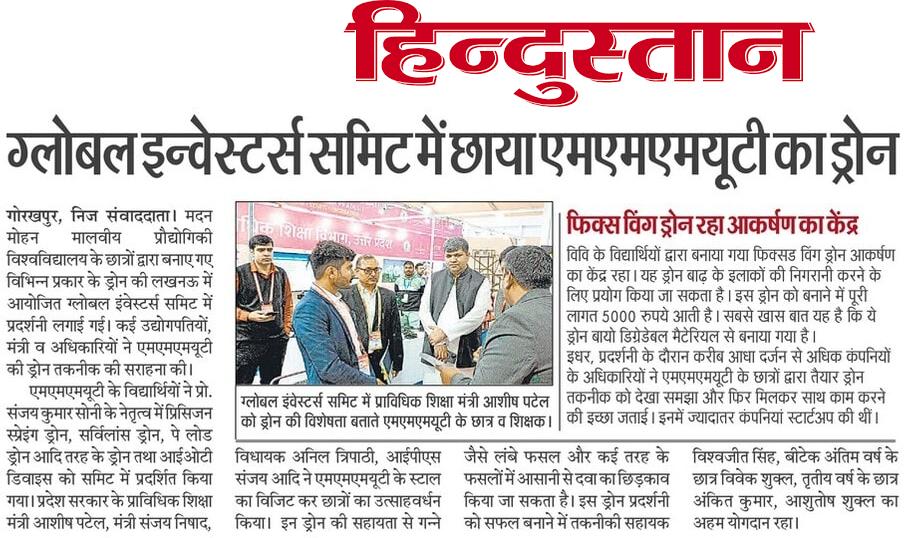 हिन्दुस्तान
ग्लोबल इन्वेस्टर्स समिट में छाया एमएमएमयूटी का ड्रोन
गोरखपुर, निज संवाददाता। मदन
मोहन मालवीय प्रौद्योगिकी
विश्वविद्यालय के छात्रों द्वारा बनाए गए
विभिन्न प्रकार के ड्रोन की लखनऊ में
आयोजित ग्लोबल इंवेस्टर्स समिट में
प्रदर्शनी लगाई गई। कई उद्योगपतियों,
मंत्री व अधिकारियों ने एमएमएमयूटी
की ड्रोन तकनीक की सराहना की।
एमएमएमयूटी के विद्यार्थियों ने प्रो.
संजय कुमार सोनी के नेतृत्व में प्रिसिजन
स्प्रेइंग ड्रोन, सर्विलांस ड्रोन, पे लोड
ड्रोन आदि तरह के ड्रोन तथा आईओटी
डिवाइस को समिट में प्रदर्शित किया
गया। प्रदेश सरकार के प्राविधिक शिक्षा
मंत्री आशीष पटेल, मंत्री संजय निषाद,
शिक्षा विभाग, उत्तर प्रदेश
ग्लोबल इंवेस्टर्स समिट में प्राविधिक शिक्षा मंत्री आशीष पटेल
को ड्रोन की विशेषता बताते एमएमएमयूटी के छात्र व शिक्षक।
विधायक अनिल त्रिपाठी, आईपीएस
संजय आदि ने एमएमएमयूटी के स्टाल
का विजिट कर छात्रों का उत्साहवर्धन
किया। इन ड्रोन की सहायता से गन्ने
फिक्स विंग ड्रोन रहा आकर्षण का केंद्र
विवि के विद्यार्थियों द्वारा बनाया गया फिक्सड विंग ड्रोन आकर्षण
का केंद्र रहा। यह ड्रोन बाढ़ के इलाकों की निगरानी करने के
लिए प्रयोग किया जा सकता है। इस ड्रोन को बनाने में पूरी
लागत 5000 रुपये आती है। सबसे खास बात यह है कि ये
ड्रोन बायो डिग्रेडेबल मैटेरियल से बनाया गया है।
इधर, प्रदर्शनी के दौरान करीब आधा दर्जन से अधिक कंपनियों
के अधिकारियों ने एमएमएमयूटी के छात्रों द्वारा तैयार ड्रोन
तकनीक को देखा समझा और फिर मिलकर साथ काम करने
की इच्छा जताई। इनमें ज्यादातर कंपनियां स्टार्टअप की थीं।
जैसे लंबे फसल और कई तरह के
फसलों में आसानी से दवा का छिड़काव
किया जा सकता है। इस ड्रोन प्रदर्शनी
को सफल बनाने में तकनीकी सहायक
विश्वजीत सिंह, बीटेक अंतिम वर्ष के
छात्र विवेक शुक्ल, तृतीय वर्ष के छात्र
अंकित कुमार, आशुतोष शुक्ल का
अहम योगदान रहा।